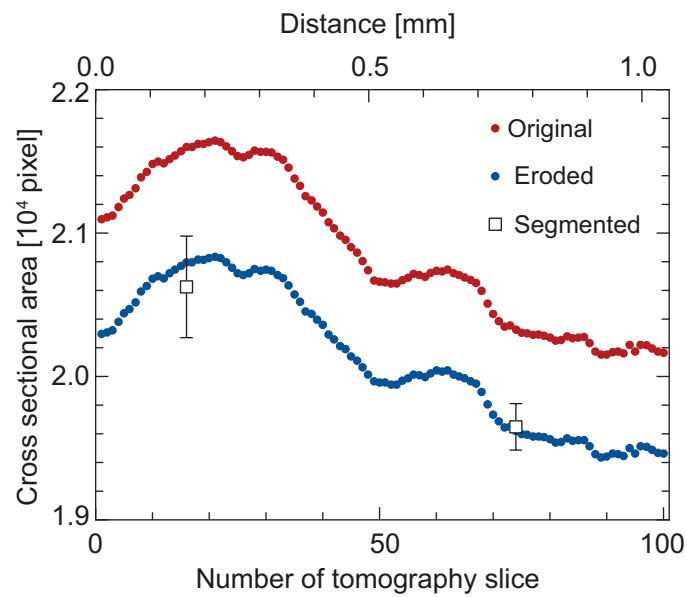 Distance [mm]
0.0 0.5 1.0
2.2
2.1
2.0
1.9
Cross sectional area [10⁴ pixel]
Original
Eroded
Segmented
0 50 100
Number of tomography slice